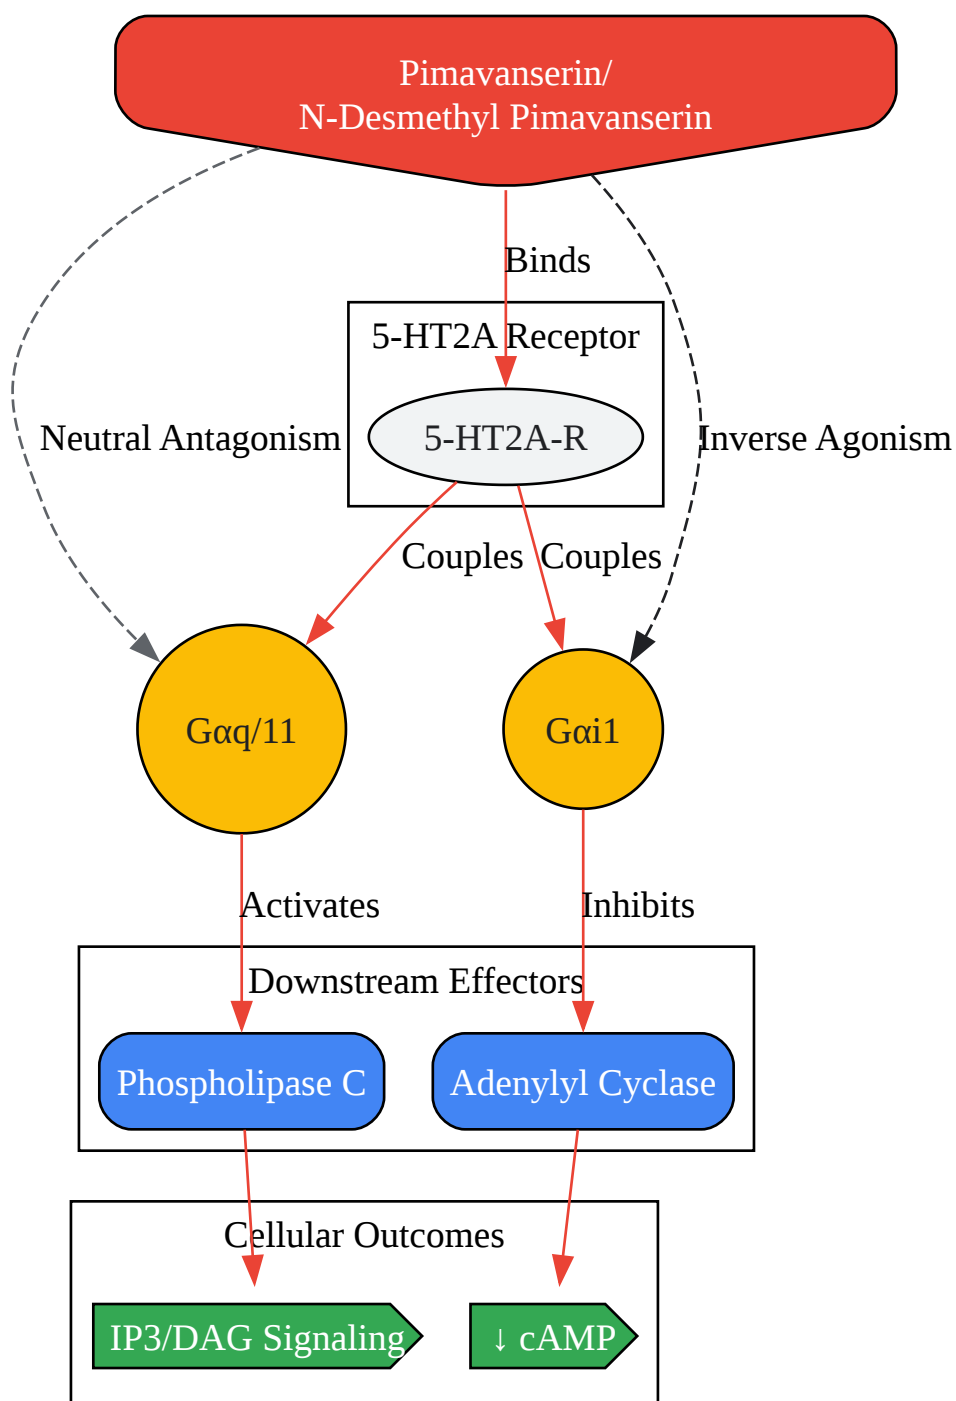 Pimavanserin/
N-Desmethyl Pimavanserin
Binds
5-HT2A Receptor
5-HT2A-R
Neutral Antagonism
Inverse Agonism
Couples
Couples
Gαq/11
Gαi1
Activates
Inhibits
Downstream Effectors
Phospholipase C
Adenylyl Cyclase
Cellular Outcomes
IP3/DAG Signaling
↓ cAMP